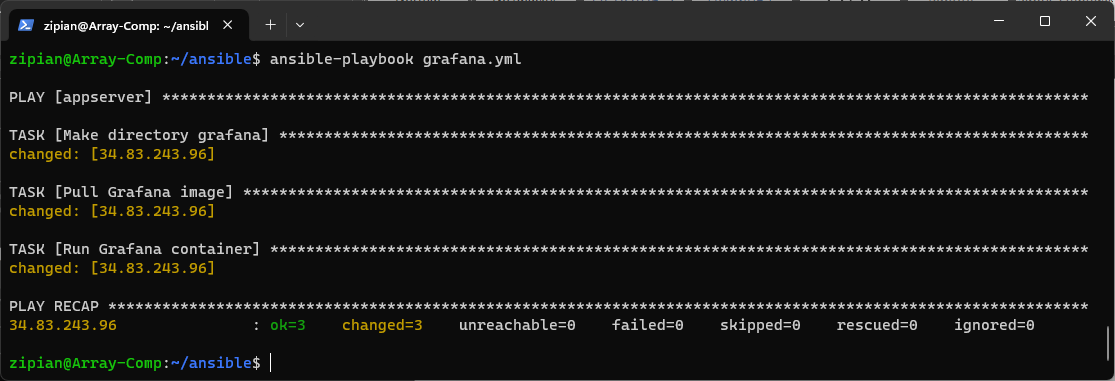 zipian@Array-Comp: ~/ansibl
zipian@Array-Comp:~/ansible$ ansible-playbook grafana.yml
PLAY [appserver] *******************************************************************************************************
TASK [Make directory grafana] ******************************************************************************************
changed: [34.83.243.96]
TASK [Pull Grafana image] **********************************************************************************************
changed: [34.83.243.96]
TASK [Run Grafana container] *******************************************************************************************
changed: [34.83.243.96]
PLAY RECAP *************************************************************************************************************
34.83.243.96               : ok=3    changed=3    unreachable=0    failed=0    skipped=0    rescued=0    ignored=0
zipian@Array-Comp:~/ansible$